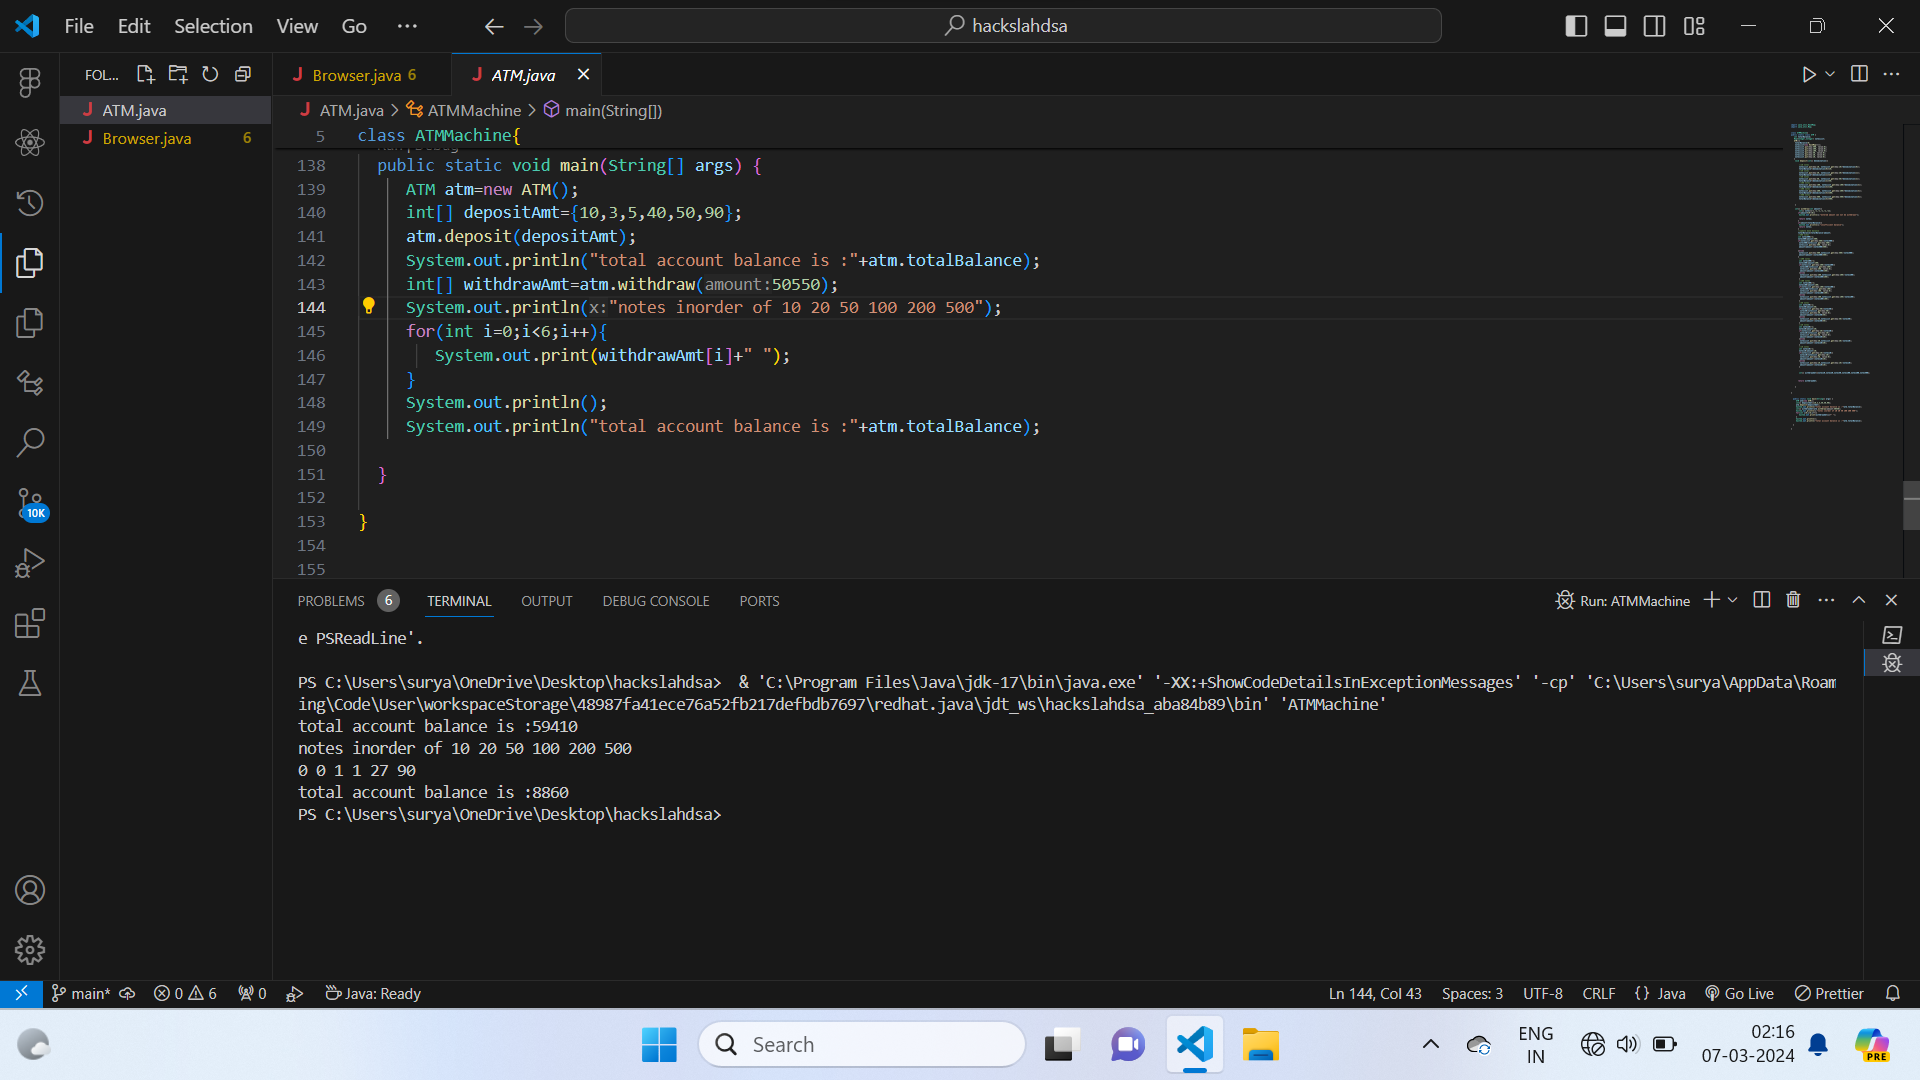 File Edit Selection View Go ··· hackslahdsa
FOL... Browser.java 6 ATM.java
ATM.java
Browser.java 6
ATM.java > ATMMachine > main(String[])
5 class ATMMachine{
138 public static void main(String[] args) {
139 ATM atm=new ATM();
140 int[] depositAmt={10,3,5,40,50,90};
141 atm.deposit(depositAmt);
142 System.out.println("total account balance is :"+atm.totalBalance);
143 int[] withdrawAmt=atm.withdraw(amount:50550);
144 System.out.println(x:"notes inorder of 10 20 50 100 200 500");
145 for(int i=0;i<6;i++){
146 System.out.print(withdrawAmt[i]+" ");
147 }
148 System.out.println();
149 System.out.println("total account balance is :"+atm.totalBalance);
150
151 }
152
153 }
154
155
10K
PROBLEMS 6 TERMINAL OUTPUT DEBUG CONSOLE PORTS Run: ATMMachine
e PSReadLine'.
PS C:\Users\surya\OneDrive\Desktop\hackslahdsa> & 'C:\Program Files\Java\jdk-17\bin\java.exe' '-XX:+ShowCodeDetailsInExceptionMessages' '-cp' 'C:\Users\surya\AppData\Roam
ing\Code\User\workspaceStorage\48987fa41ece76a52fb217defbdb7697\redhat.java\jdt_ws\hackslahdsa_aba84b89\bin' 'ATMMachine'
total account balance is :59410
notes inorder of 10 20 50 100 200 500
0 0 1 1 27 90
total account balance is :8860
PS C:\Users\surya\OneDrive\Desktop\hackslahdsa>
main* 0 6 0 Java: Ready Ln 144, Col 43 Spaces: 3 UTF-8 CRLF {} Java Go Live Prettier
Search ENG IN 02:16 07-03-2024 PRE